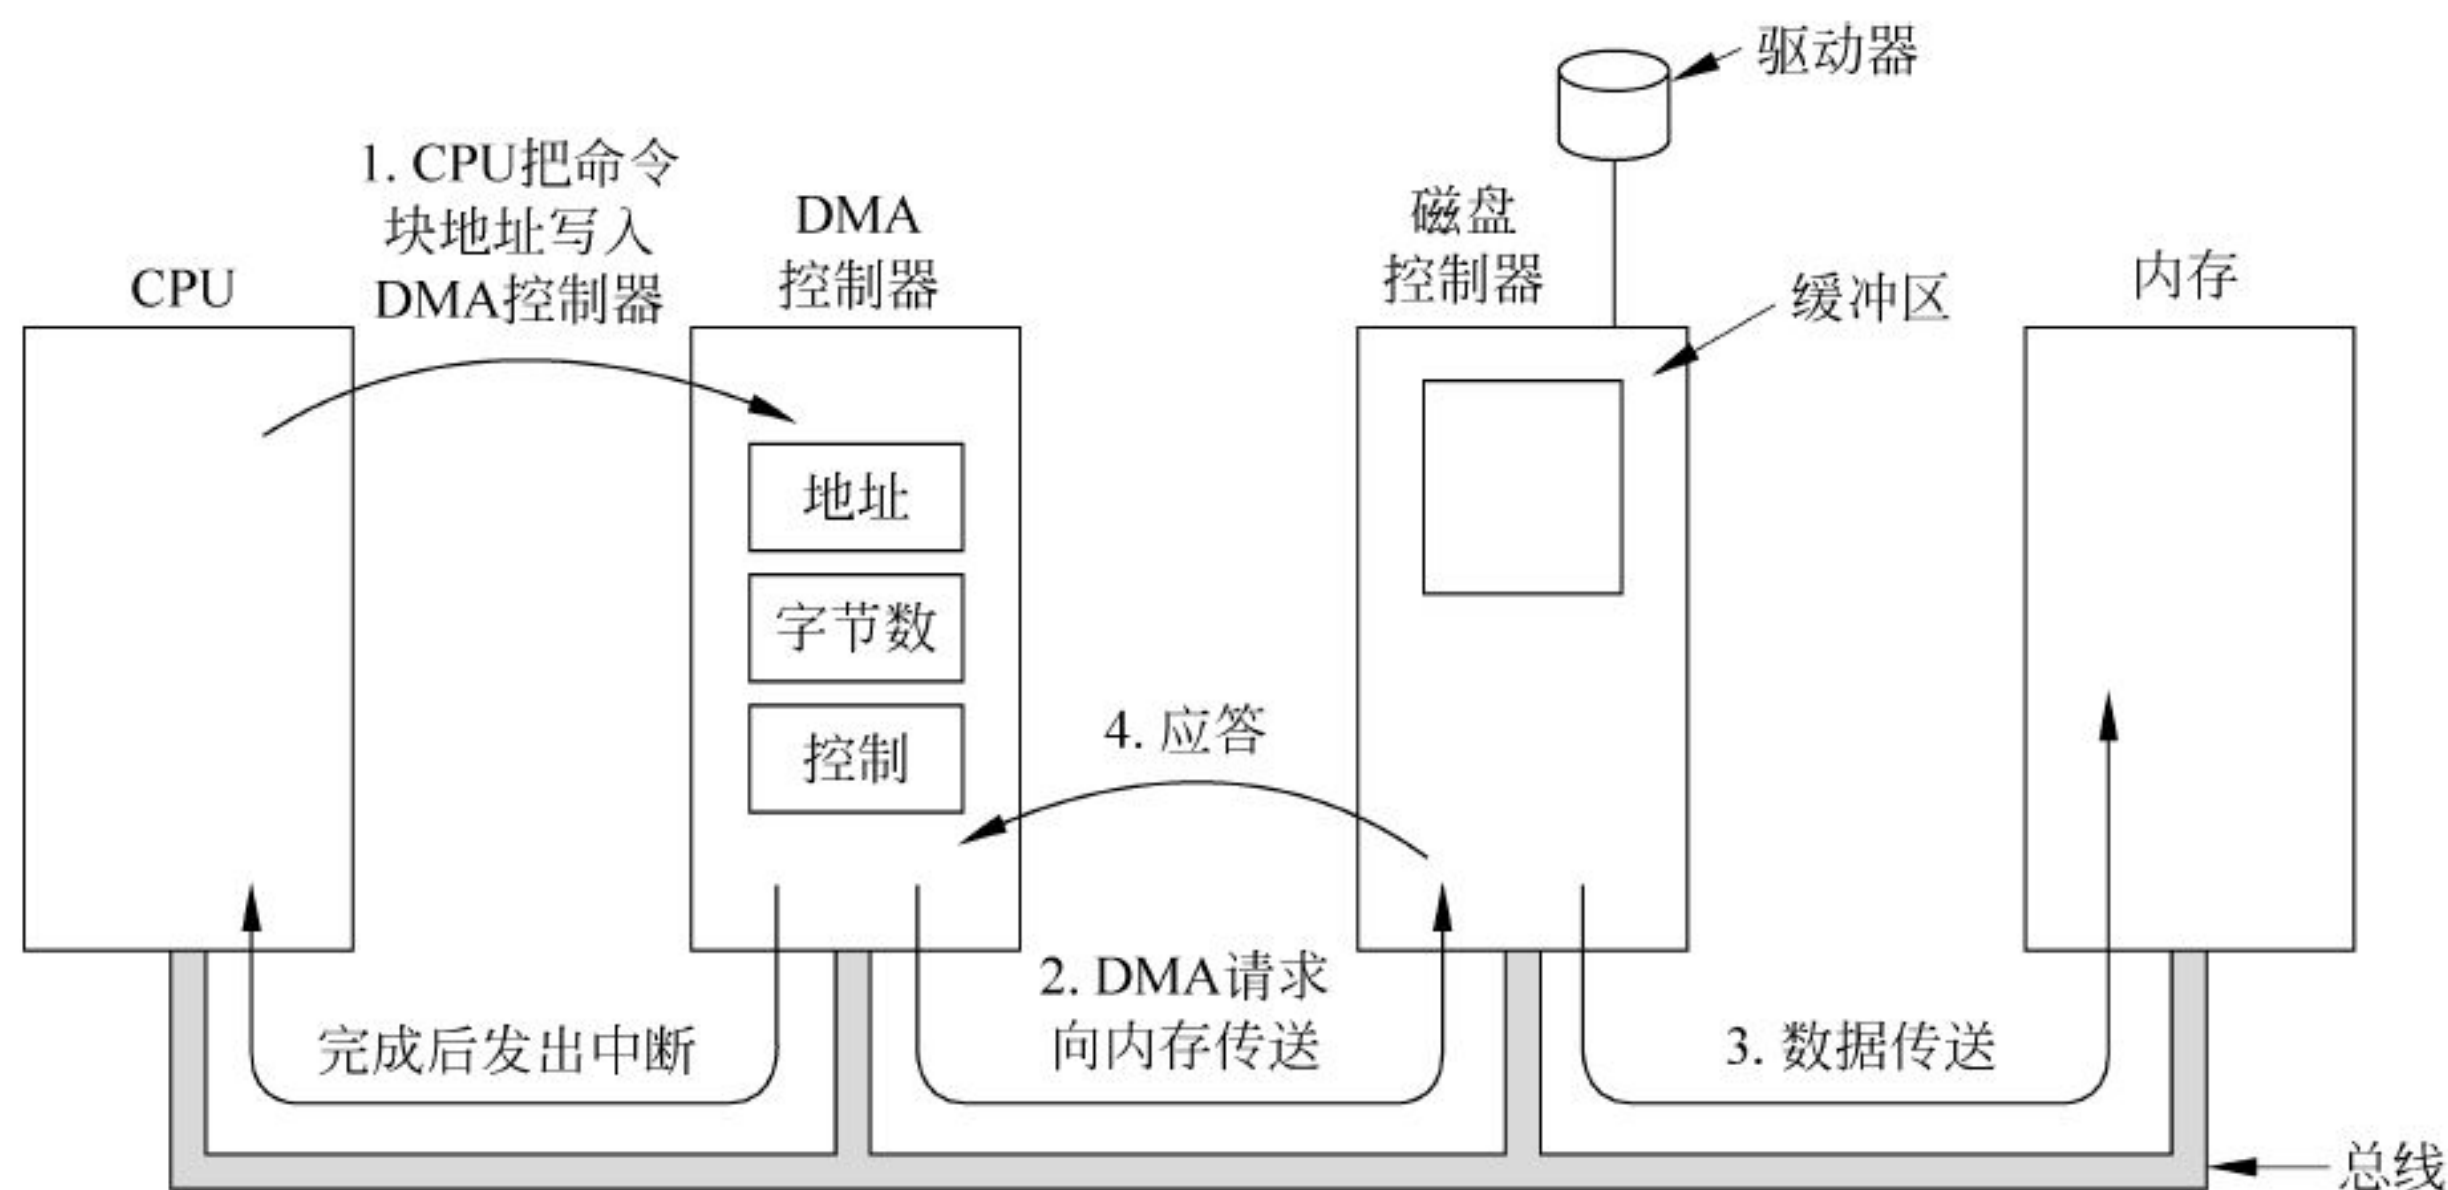 驱动器
1. CPU把命令
块地址写入
DMA控制器
CPU
DMA
控制器
磁盘
控制器
缓冲区
内存
地址
字节数
控制
4. 应答
2. DMA请求
向内存传送
完成后发出中断
3. 数据传送
总线